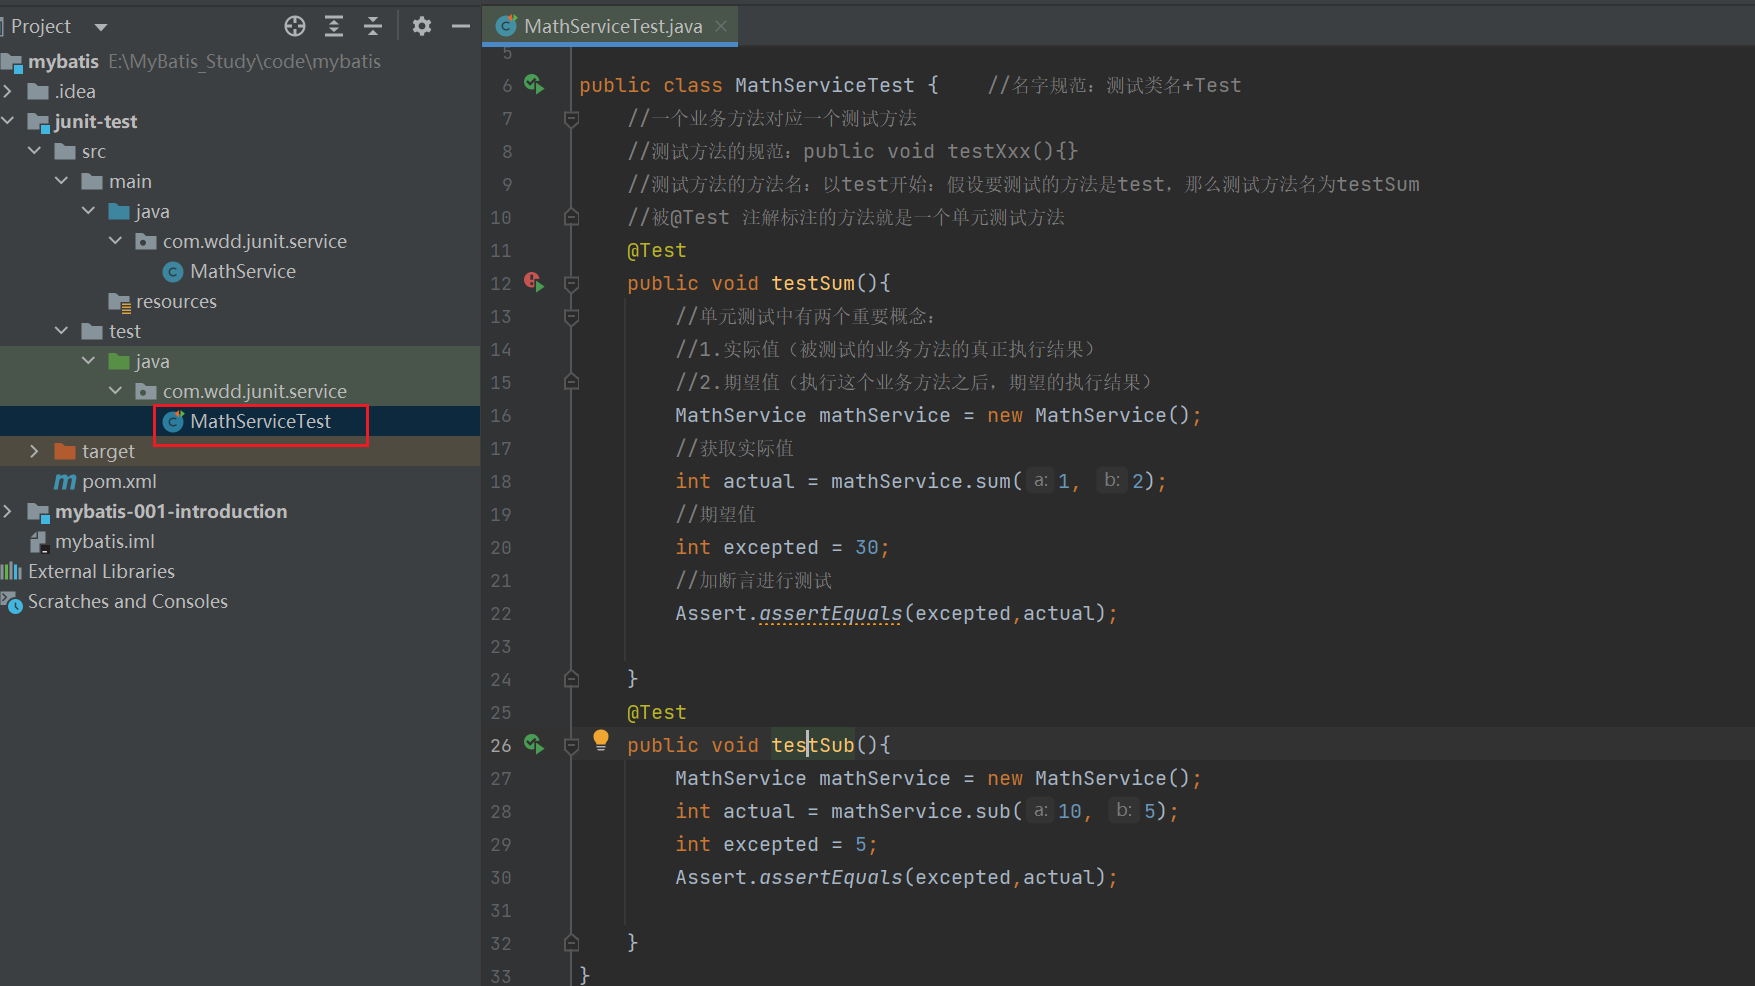 Project
mybatis E:\MyBatis_Study\code\mybatis
.idea
junit-test
src
main
java
com.wdd.junit.service
MathService
resources
test
java
com.wdd.junit.service
MathServiceTest
target
pom.xml
mybatis-001-introduction
mybatis.iml
External Libraries
Scratches and Consoles
MathServiceTest.java
5
6 public class MathServiceTest { //名字规范：测试类名+Test
7 //一个业务方法对应一个测试方法
8 //测试方法的规范：public void testXxx(){}
9 //测试方法的方法名：以test开始：假设要测试的方法是test，那么测试方法名为testSum
10 //被@Test 注解标注的方法就是一个单元测试方法
11 @Test
12 public void testSum(){
13 //单元测试中有两个重要概念：
14 //1.实际值（被测试的业务方法的真正执行结果）
15 //2.期望值（执行这个业务方法之后，期望的执行结果）
16 MathService mathService = new MathService();
17 //获取实际值
18 int actual = mathService.sum( a: 1, b: 2);
19 //期望值
20 int excepted = 30;
21 //加断言进行测试
22 Assert.assertEquals(excepted,actual);
23
24 }
25 @Test
26 public void testSub(){
27 MathService mathService = new MathService();
28 int actual = mathService.sub( a: 10, b: 5);
29 int excepted = 5;
30 Assert.assertEquals(excepted,actual);
31
32 }
33 }